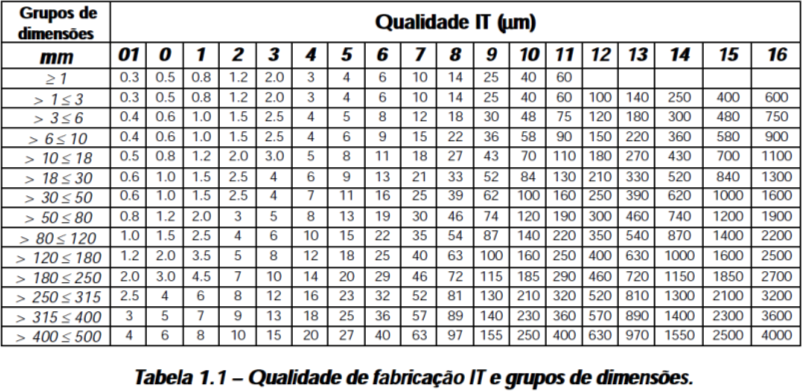 Grupos de dimensões Qualidade IT (µm)
mm 01 0 1 2 3 4 5 6 7 8 9 10 11 12 13 14 15 16
≥ 1 0.3 0.5 0.8 1.2 2.0 3 4 6 10 14 25 40 60
> 1 ≤ 3 0.3 0.5 0.8 1.2 2.0 3 4 6 10 14 25 40 60 100 140 250 400 600
> 3 ≤ 6 0.4 0.6 1.0 1.5 2.5 4 5 8 12 18 30 48 75 120 180 300 480 750
> 6 ≤ 10 0.4 0.6 1.0 1.5 2.5 4 6 9 15 22 36 58 90 150 220 360 580 900
> 10 ≤ 18 0.5 0.8 1.2 2.0 3.0 5 8 11 18 27 43 70 110 180 270 430 700 1100
> 18 ≤ 30 0.6 1.0 1.5 2.5 4 6 9 13 21 33 52 84 130 210 330 520 840 1300
> 30 ≤ 50 0.6 1.0 1.5 2.5 4 7 11 16 25 39 62 100 160 250 390 620 1000 1600
> 50 ≤ 80 0.8 1.2 2.0 3 5 8 13 19 30 46 74 120 190 300 460 740 1200 1900
> 80 ≤ 120 1.0 1.5 2.5 4 6 10 15 22 35 54 87 140 220 350 540 870 1400 2200
> 120 ≤ 180 1.2 2.0 3.5 5 8 12 18 25 40 63 100 160 250 400 630 1000 1600 2500
> 180 ≤ 250 2.0 3.0 4.5 7 10 14 20 29 46 72 115 185 290 460 720 1150 1850 2700
> 250 ≤ 315 2.5 4 6 8 12 16 23 32 52 81 130 210 320 520 810 1300 2100 3200
> 315 ≤ 400 3 5 7 9 13 18 25 36 57 89 140 230 360 570 890 1400 2300 3600
> 400 ≤ 500 4 6 8 10 15 20 27 40 63 97 155 250 400 630 970 1550 2500 4000
Tabela 1.1 – Qualidade de fabricação IT e grupos de dimensões.